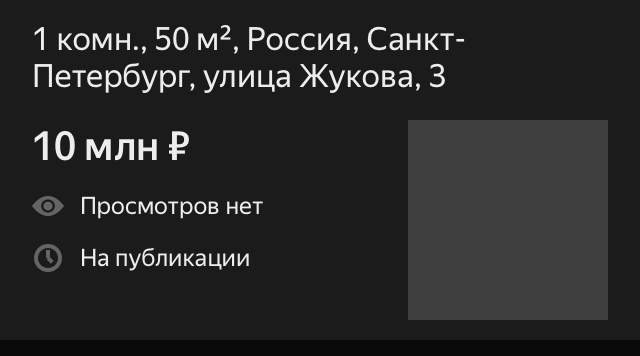 1 комн., 50 м², Россия, Санкт-
Петербург, улица Жукова, 3
10 млн ₽
Просмотров нет
На публикации